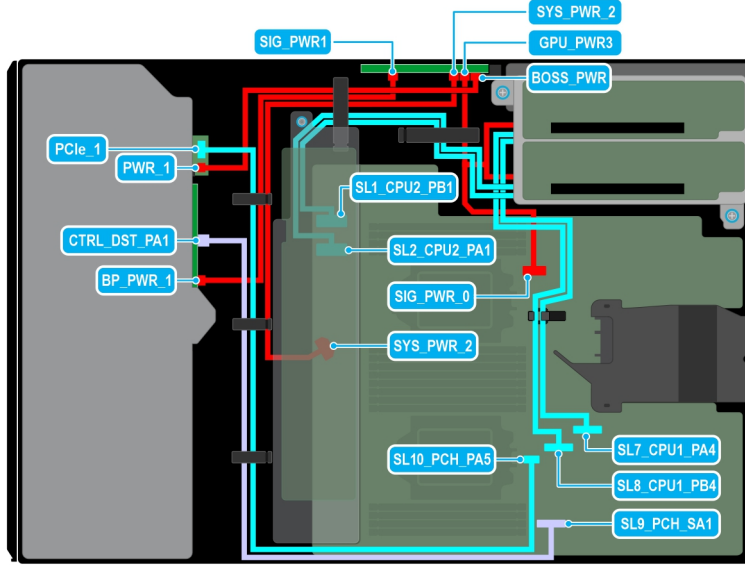 SYS_PWR_2
SIG_PWR1
GPU_PWR3
BOSS_PWR
PCIe_1
PWR_1
SL1_CPU2_PB1
CTRL_DST_PA1
SL2_CPU2_PA1
BP_PWR_1
SIG_PWR_0
SYS_PWR_2
SL7_CPU1_PA4
SL10_PCH_PA5
SL8_CPU1_PB4
SL9_PCH_SA1